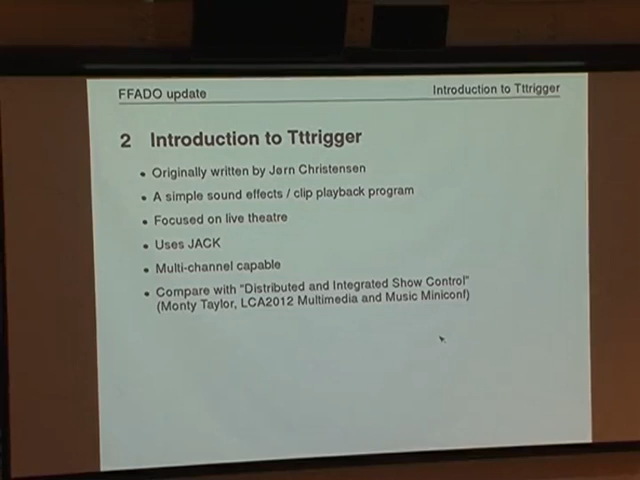 FFADO update
Introduction to Tttrigger
2 Introduction to Tttrigger
• Originally written by Jørn Christensen
• A simple sound effects / clip playback program
• Focused on live theatre
• Uses JACK
• Multi-channel capable
• Compare with "Distributed and Integrated Show Control"
(Monty Taylor, LCA2012 Multimedia and Music Miniconf)